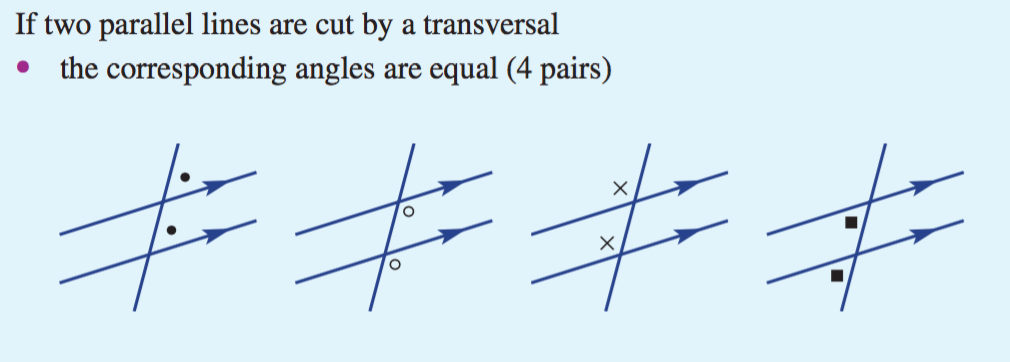 If two parallel lines are cut by a transversal
• the corresponding angles are equal (4 pairs)